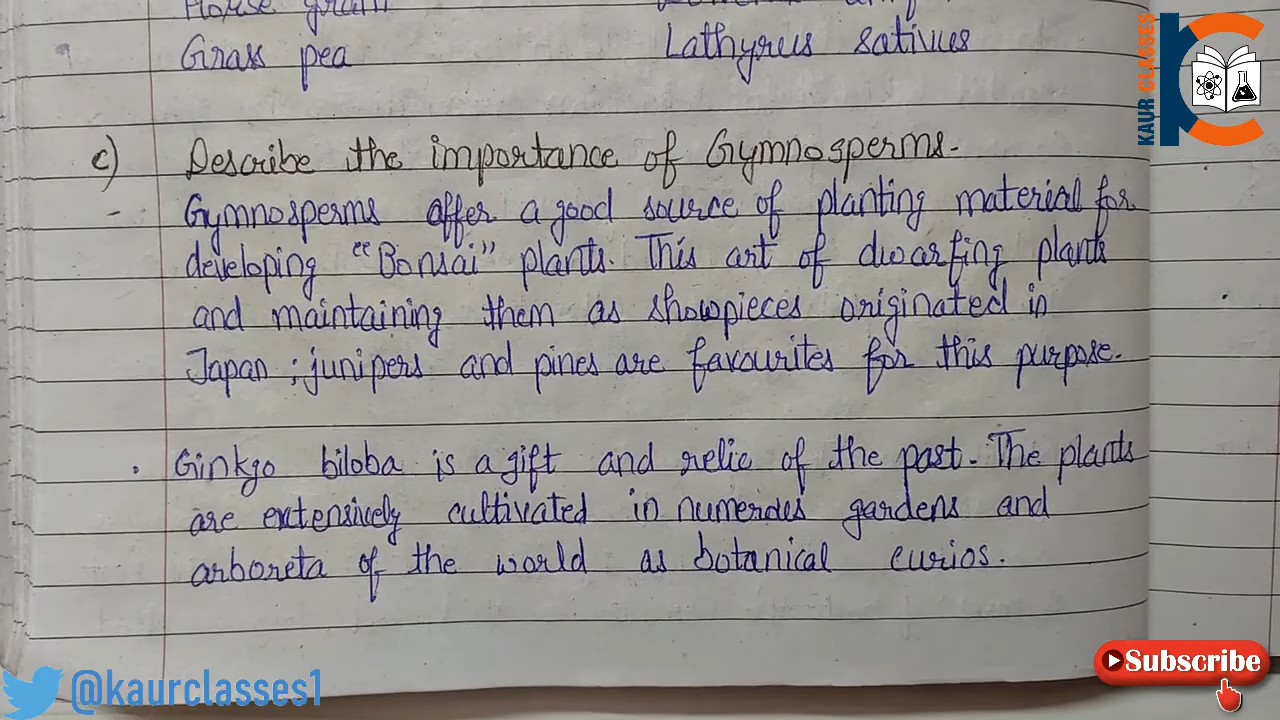 Grass pea Lathyrus sativus
c) Describe the importance of Gymnosperms.
- Gymnosperms offer a good source of planting material for
developing "Bonsai" plants. This art of dwarfing plants
and maintaining them as showpieces originated in
Japan ; junipers and pines are favourites for this purpose.
. Ginkgo biloba is a gift and relic of the past. The plants
are extensively cultivated in numerous gardens and
arboreta of the world as botanical curios.
KAUR CLASSES
@kaurclasses1
Subscribe